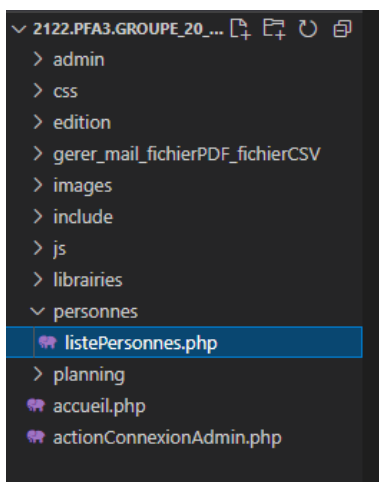 2122.PFA3.GROUPE_20_...
admin
css
edition
gerer_mail_fichierPDF_fichierCSV
images
include
js
librairies
personnes
listePersonnes.php
planning
accueil.php
actionConnexionAdmin.php